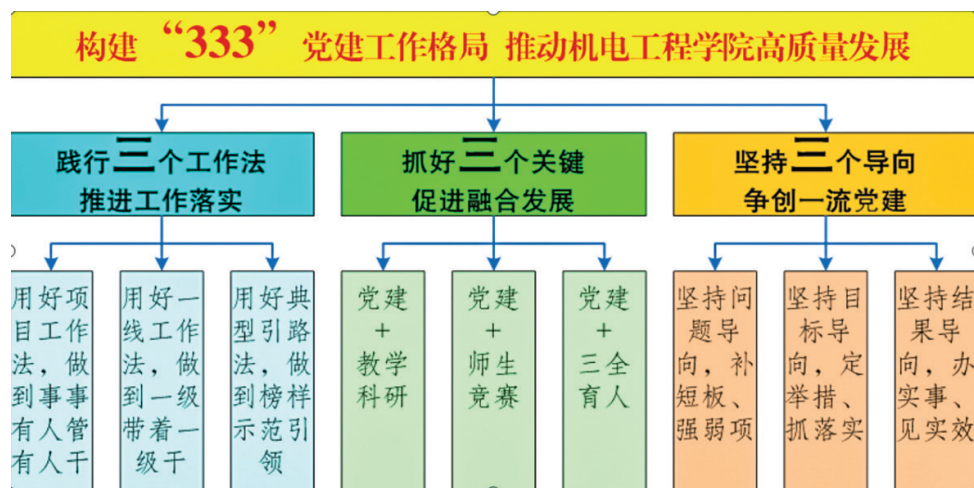 构建“333”党建工作格局 推动机电工程学院高质量发展
践行三个工作法
推进工作落实
抓好三个关键
促进融合发展
坚持三个导向
争创一流党建
用好项
目工作
法，做
到事事
有人管
有人干
用好一
线工作
法，做
到一级
带着一
级干
用好典
型引路
法，做
到榜样
示范引
领
党建
+
教学
科研
党建
+
师生
竞赛
党建
+
三全
育人
坚持问
题导
向，补
短板、
强弱项
坚持目
标导
向，定
举措、
抓落实
坚持结
果导
向，办
实事、
见实效